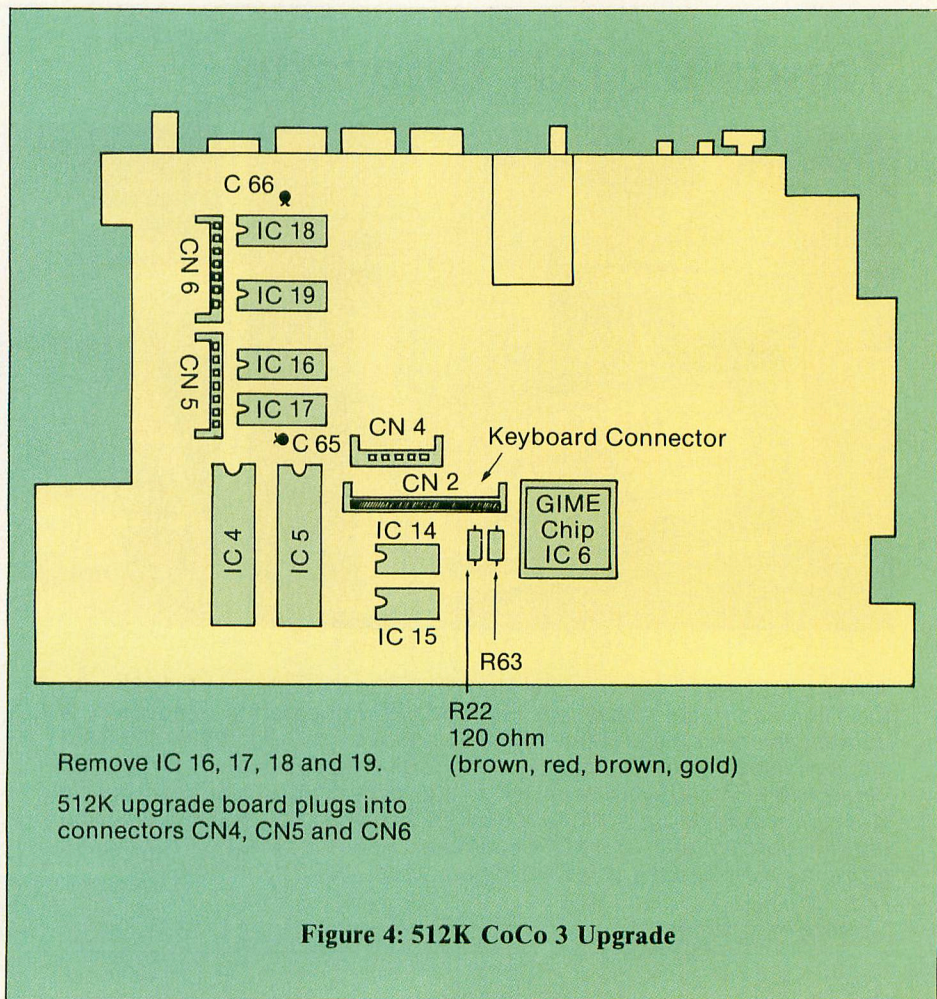 C 66
IC 18
CN 6
IC 19
IC 16
CN 5
IC 17
C 65
CN 4
Keyboard Connector
CN 2
IC 4
IC 5
IC 14
GIME
Chip
IC 6
IC 15
R63
R22
120 ohm
(brown, red, brown, gold)
Remove IC 16, 17, 18 and 19.
512K upgrade board plugs into
connectors CN4, CN5 and CN6
Figure 4: 512K CoCo 3 Upgrade